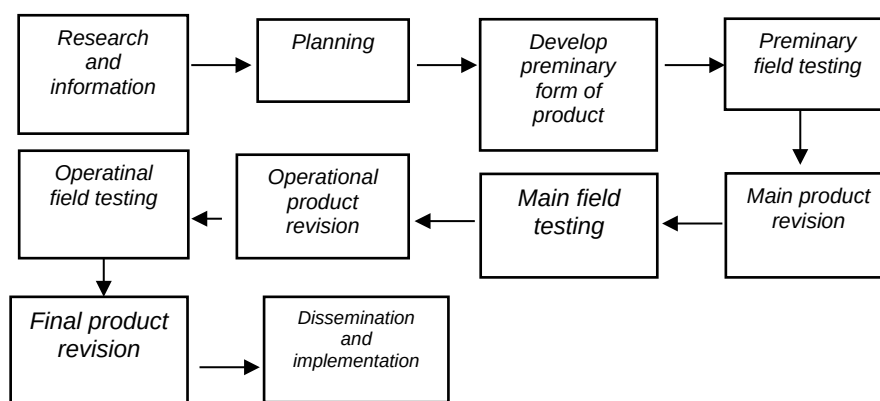 Research
and
information
Planning
Develop
preminary
form of
product
Preminary
field testing
Main product
revision
Main field
testing
Operational
product
revision
Operatinal
field testing
Final product
revision
Dissemination
and
implementation